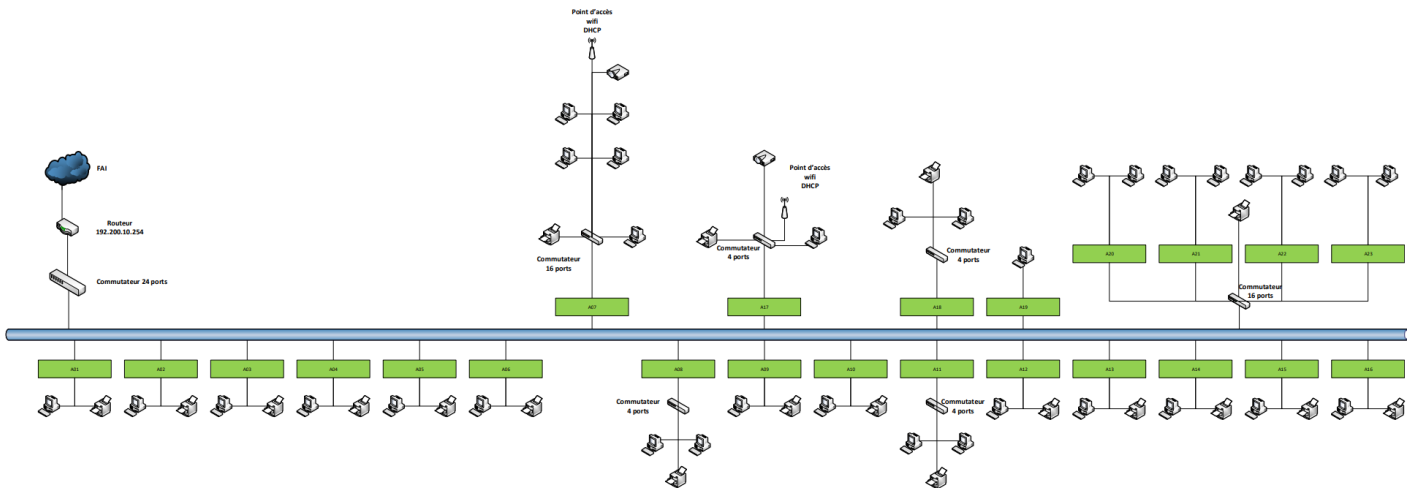 Point d'accès
wifi
DHCP
FAI
Routeur
192.200.10.254
Commutateur 24 ports
Commutateur
16 ports
Point d'accès
wifi
DHCP
Commutateur
4 ports
Commutateur
4 ports
Commutateur
16 ports
A20
A21
A22
A23
A07
A17
A18
A19
A01
A02
A03
A04
A05
A06
A08
A09
A10
A11
A12
A13
A14
A15
A16
Commutateur
4 ports
Commutateur
4 ports